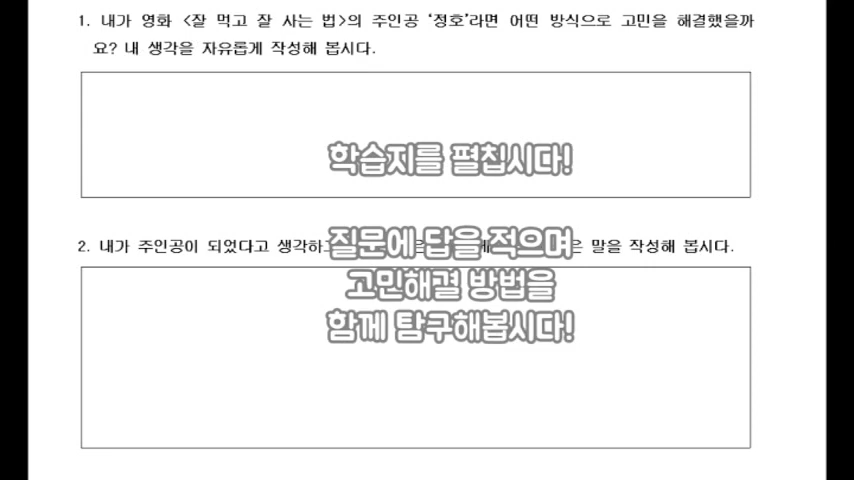 1. 내가 영화 <잘 먹고 잘 사는 법>의 주인공 ‘정호’라면 어떤 방식으로 고민을 해결했을까
요? 내 생각을 자유롭게 작성해 봅시다.
학습지를 펼칩시다!
2. 내가 주인공이 되었다고 생각하고 말을 작성해 봅시다.
질문에 답을 적으며
고민해결 방법을
함께 탐구해봅시다!